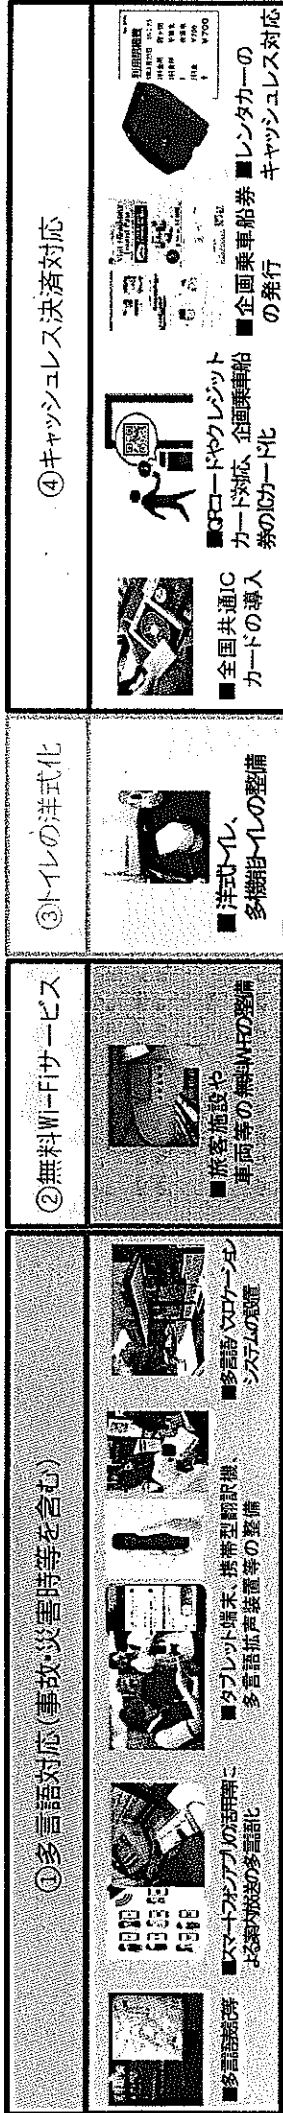 ①多言語対応(事故・災害時等を含む)
■多言語表記等
■スマートフォンアプリの活用等に
よる案内放送の多言語化
■タブレット端末、携帯型翻訳機、
多言語拡声装置等の整備
■多言語バスロケーション
システムの設置
②無料Wi-Fiサービス
■旅客施設や
車両等の無料Wi-Fiの整備
③トイレの洋式化
■洋式トイレ、
多機能トイレの整備
④キャッシュレス決済対応
■全国共通IC
カードの導入
■QRコードやクレジット
カード対応、企画乗車船
券のICカード化
■企画乗車船券
の発行
■レンタカーの
キャッシュレス対応
¥700